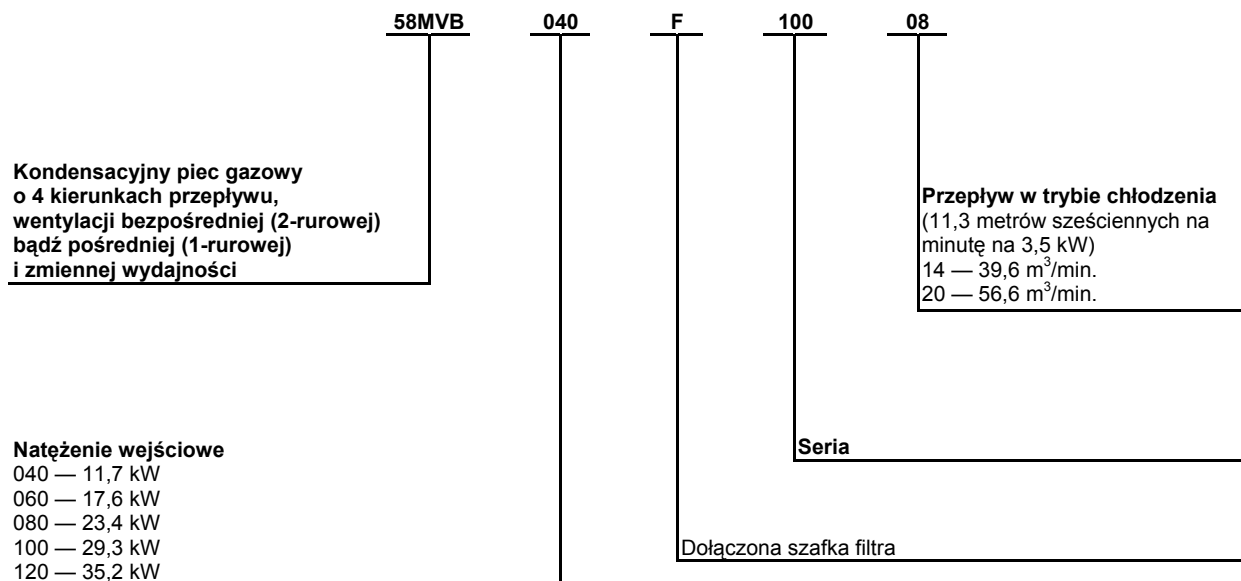 58MVB 040 F 100 08
Kondensacyjny piec gazowy
o 4 kierunkach przepływu,
wentylacji bezpośredniej (2-rurowej)
bądź pośredniej (1-rurowej)
i zmiennej wydajności
Przepływ w trybie chłodzenia
(11,3 metrów sześciennych na
minutę na 3,5 kW)
14 — 39,6 m³/min.
20 — 56,6 m³/min.
Seria
Natężenie wejściowe
040 — 11,7 kW
060 — 17,6 kW
080 — 23,4 kW
100 — 29,3 kW
120 — 35,2 kW
Dołączona szafka filtra